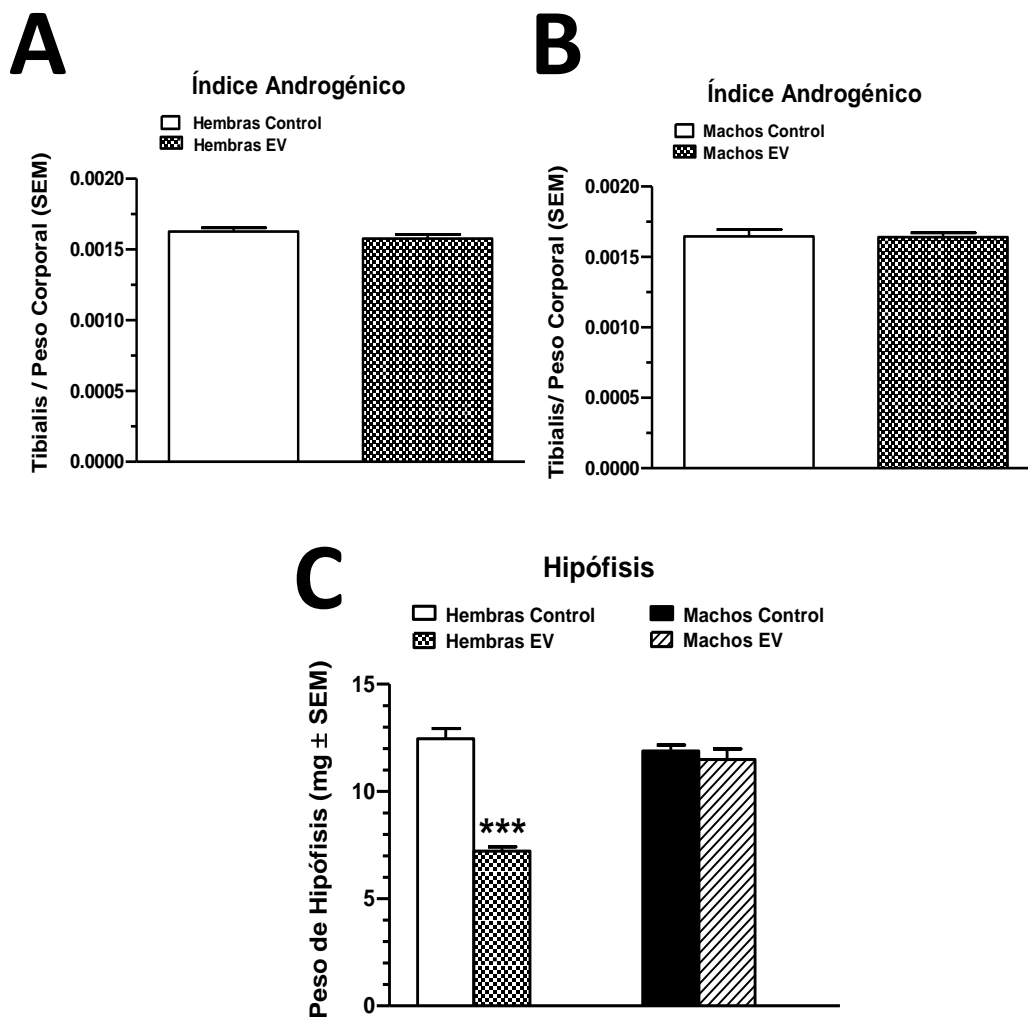 A
Índice Androgénico
Hembras Control
Hembras EV
Tibialis / Peso Corporal (SEM)
0.0020
0.0015
0.0010
0.0005
0.0000
B
Índice Androgénico
Machos Control
Machos EV
Tibialis/ Peso Corporal (SEM)
0.0020
0.0015
0.0010
0.0005
0.0000
C
Hipófisis
Hembras Control
Hembras EV
Machos Control
Machos EV
Peso de Hipófisis (mg ± SEM)
15
10
5
0
***